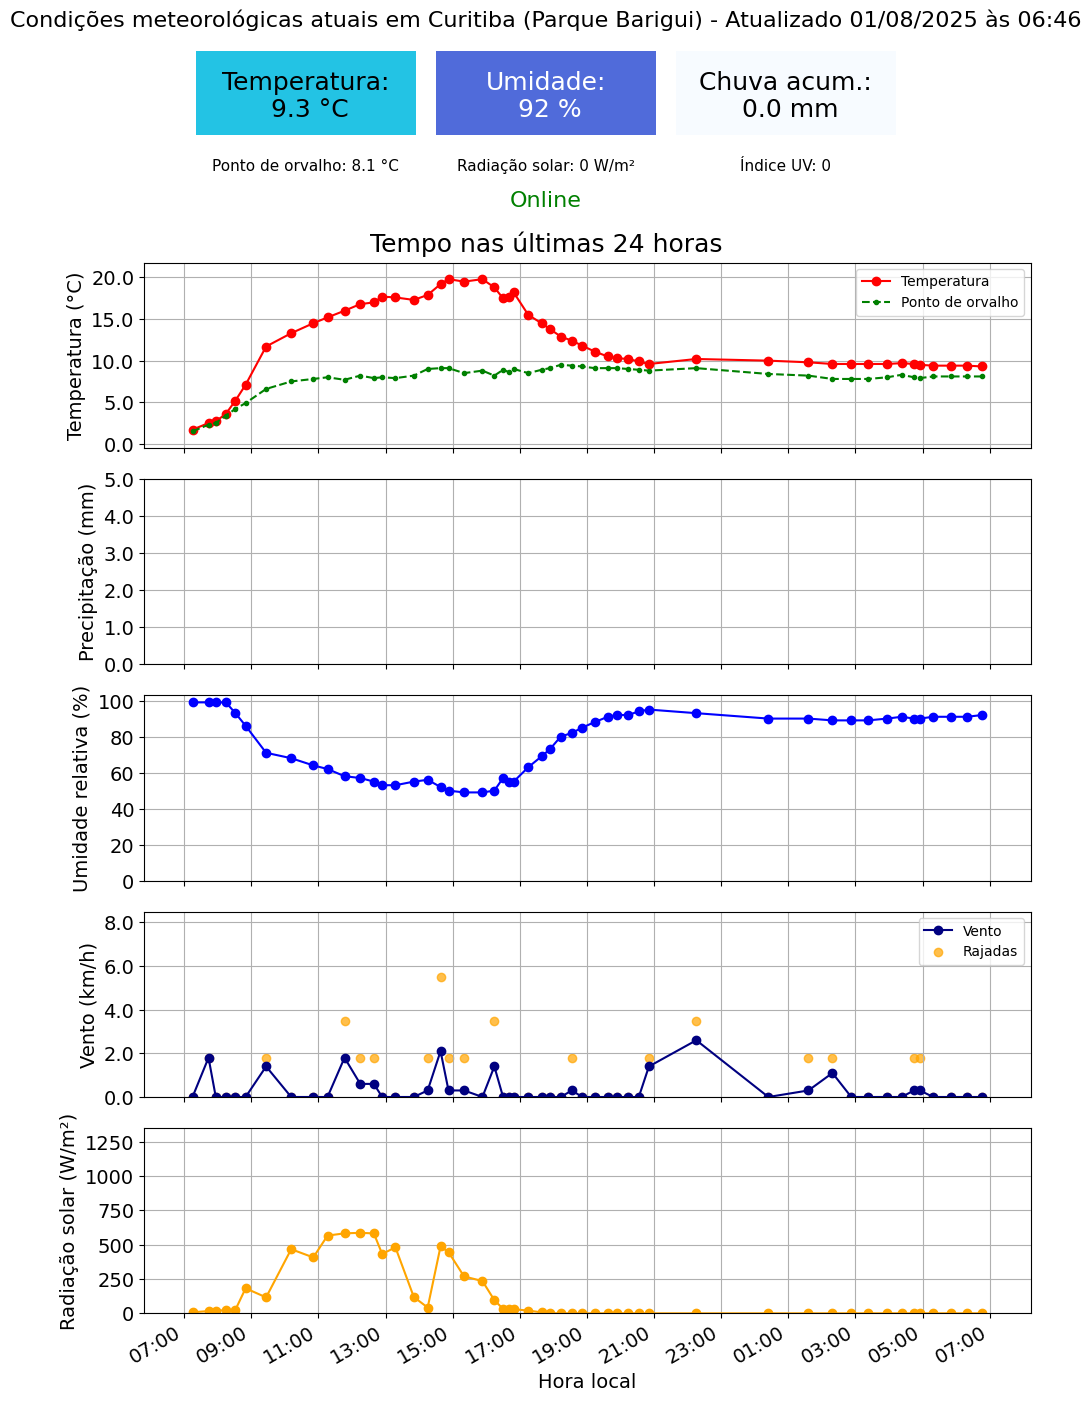 Condições meteorológicas atuais em Curitiba (Parque Barigui) - Atualizado 01/08/2025 às 06:46
Temperatura:
9.3 °C
Umidade:
92 %
Chuva acum.:
0.0 mm
Ponto de orvalho: 8.1 °C
Radiação solar: 0 W/m²
Índice UV: 0
Online
Tempo nas últimas 24 horas
Temperatura (°C)
20.0
15.0
10.0
5.0
0.0
Temperatura
Ponto de orvalho
Precipitação (mm)
5.0
4.0
3.0
2.0
1.0
0.0
Umidade relativa (%)
100
80
60
40
20
0
Vento (km/h)
8.0
6.0
4.0
2.0
0.0
Vento
Rajadas
Radiação solar (W/m²)
1250
1000
750
500
250
0
07:00
09:00
11:00
13:00
15:00
17:00
19:00
21:00
23:00
01:00
03:00
05:00
07:00
Hora local